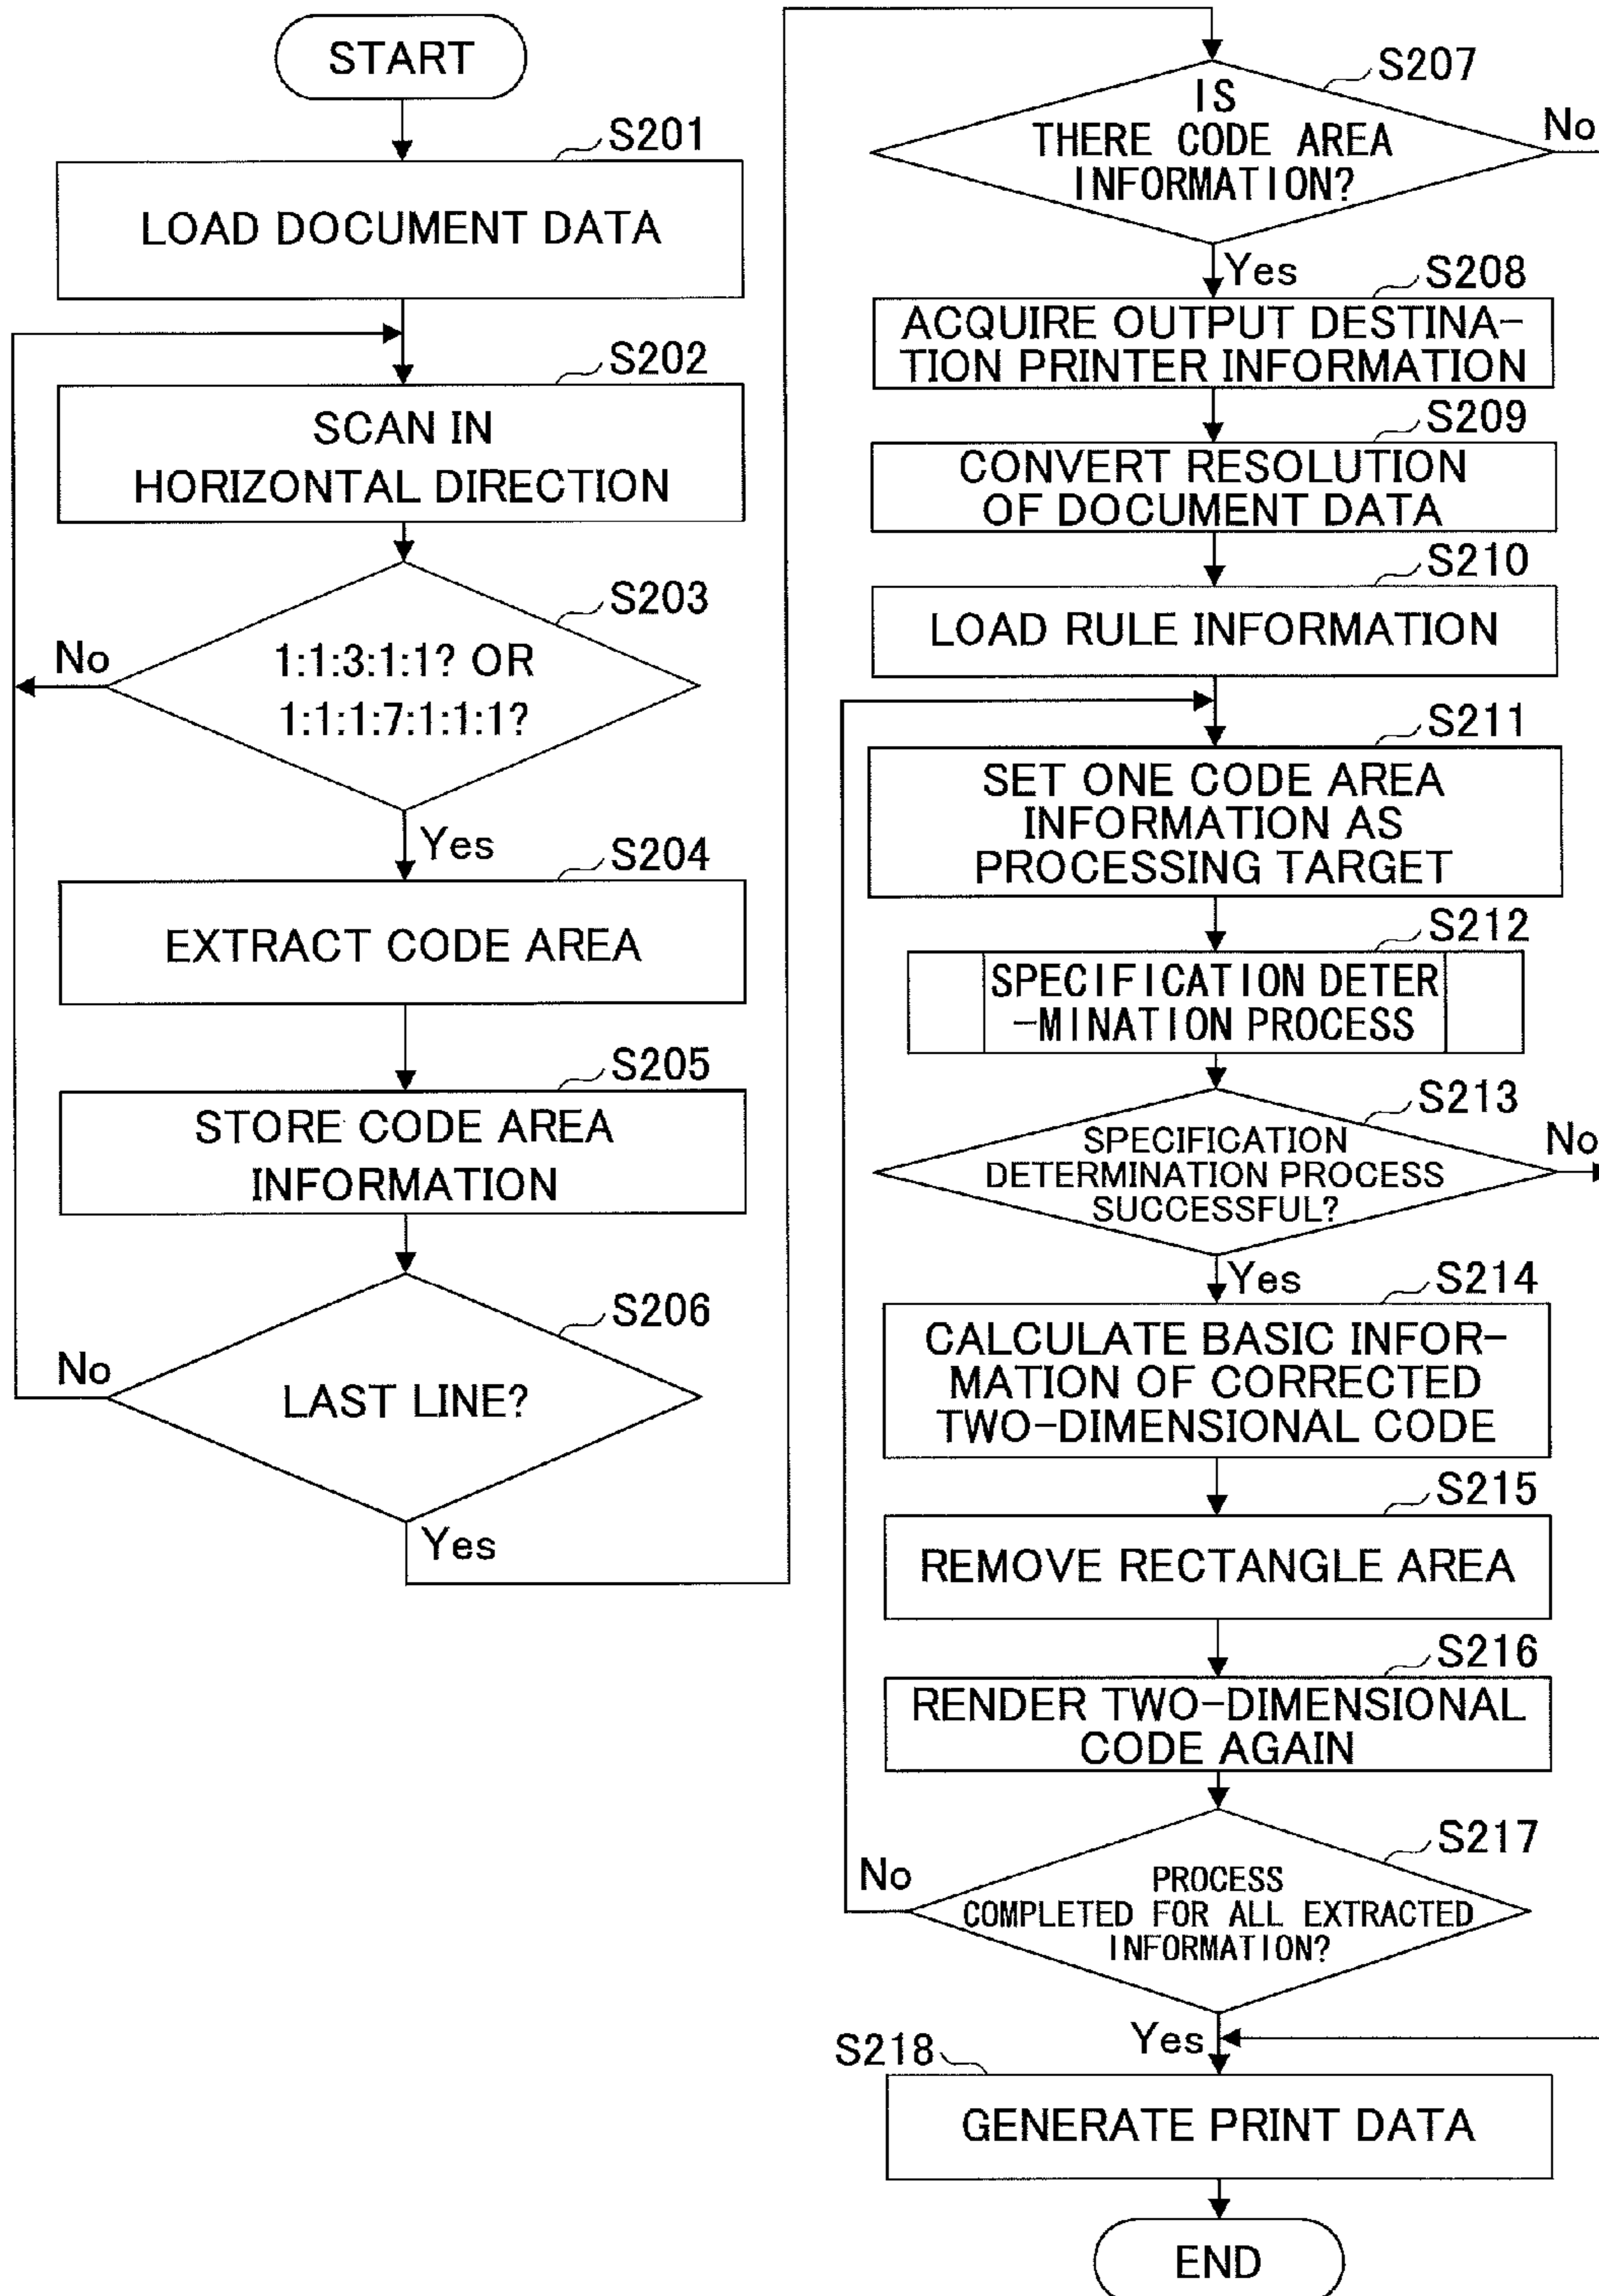 START
S201
LOAD DOCUMENT DATA
S202
SCAN IN
HORIZONTAL DIRECTION
S203
1:1:3:1:1? OR
1:1:1:7:1:1:1?
No
Yes
S204
EXTRACT CODE AREA
S205
STORE CODE AREA
INFORMATION
S206
LAST LINE?
No
Yes
S207
IS
THERE CODE AREA
INFORMATION?
No
Yes
S208
ACQUIRE OUTPUT DESTINA-
TION PRINTER INFORMATION
S209
CONVERT RESOLUTION
OF DOCUMENT DATA
S210
LOAD RULE INFORMATION
S211
SET ONE CODE AREA
INFORMATION AS
PROCESSING TARGET
S212
SPECIFICATION DETER
-MINATION PROCESS
S213
SPECIFICATION
DETERMINATION PROCESS
SUCCESSFUL?
No
Yes
S214
CALCULATE BASIC INFOR-
MATION OF CORRECTED
TWO-DIMENSIONAL CODE
S215
REMOVE RECTANGLE AREA
S216
RENDER TWO-DIMENSIONAL
CODE AGAIN
S217
PROCESS
COMPLETED FOR ALL EXTRACTED
INFORMATION?
No
Yes
S218
GENERATE PRINT DATA
END